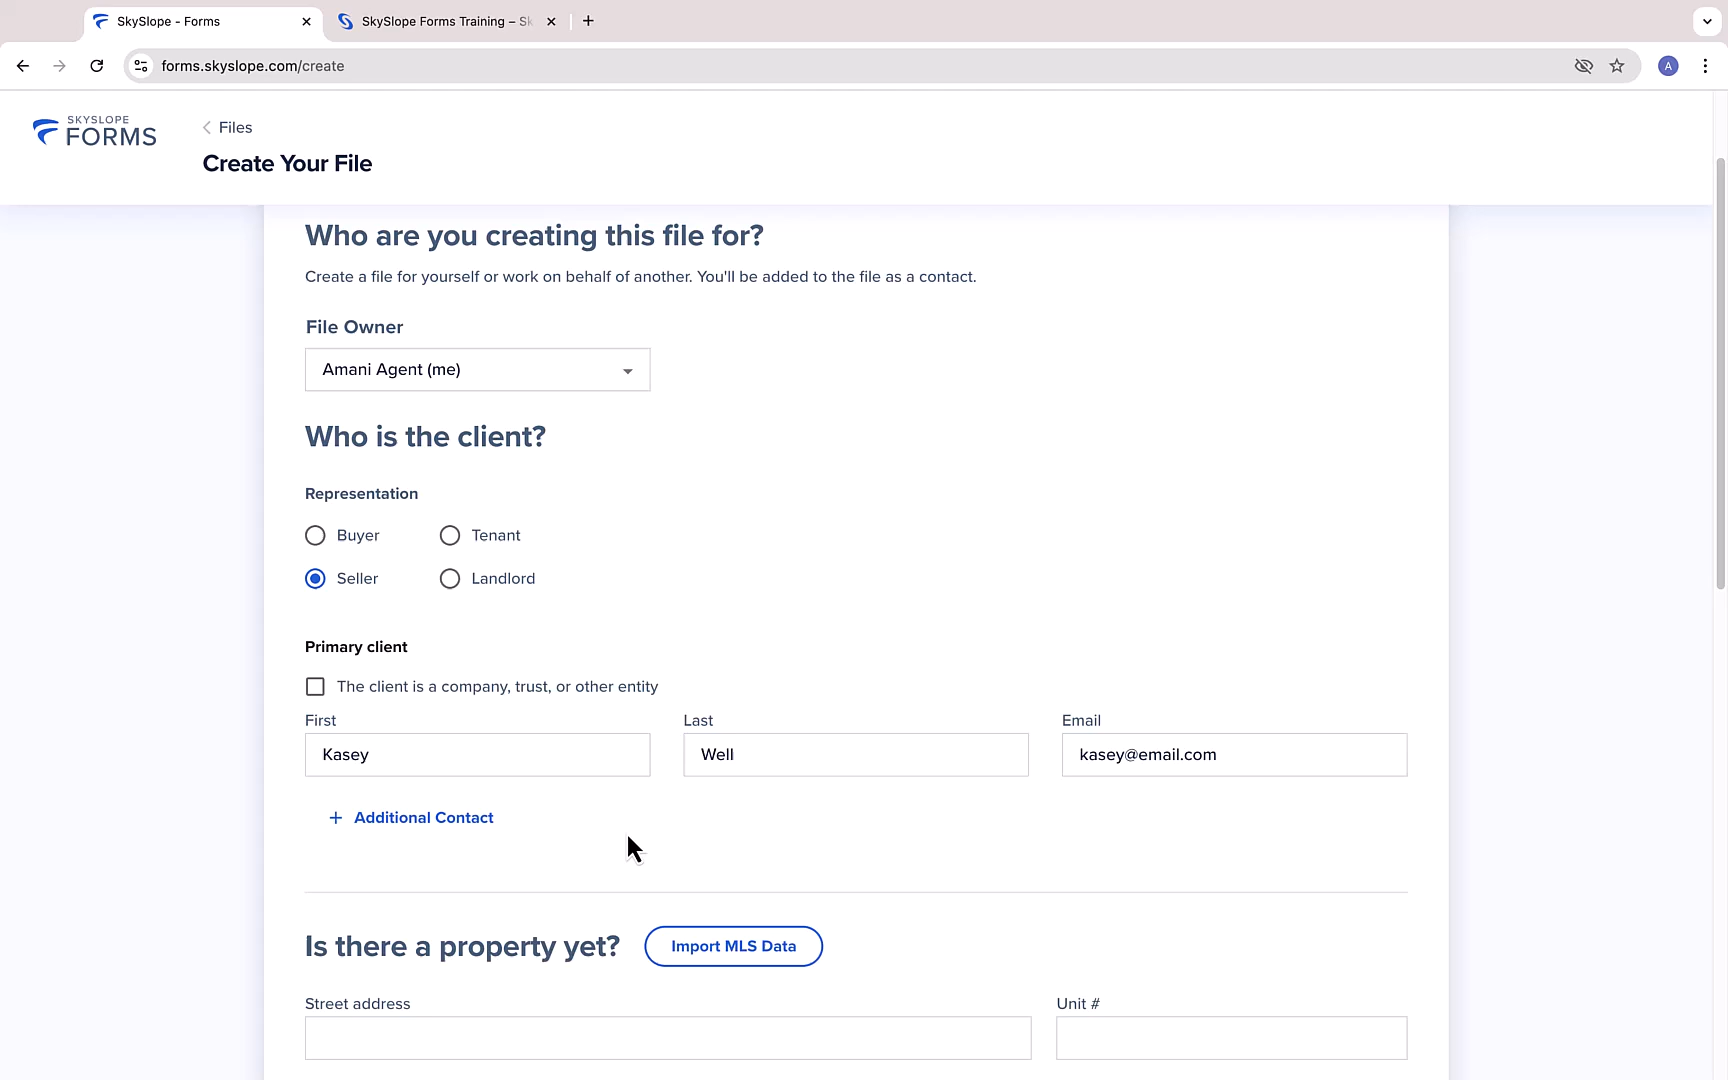 SkySlope - Forms
SkySlope Forms Training – Sk
forms.skyslope.com/create
A
SKYSLOPE
FORMS
Files
Create Your File
Who are you creating this file for?
Create a file for yourself or work on behalf of another. You'll be added to the file as a contact.
File Owner
Amani Agent (me)
Who is the client?
Representation
Buyer
Tenant
Seller
Landlord
Primary client
The client is a company, trust, or other entity
First
Last
Email
Kasey
Well
kasey@email.com
+ Additional Contact
Is there a property yet?
Import MLS Data
Street address
Unit #